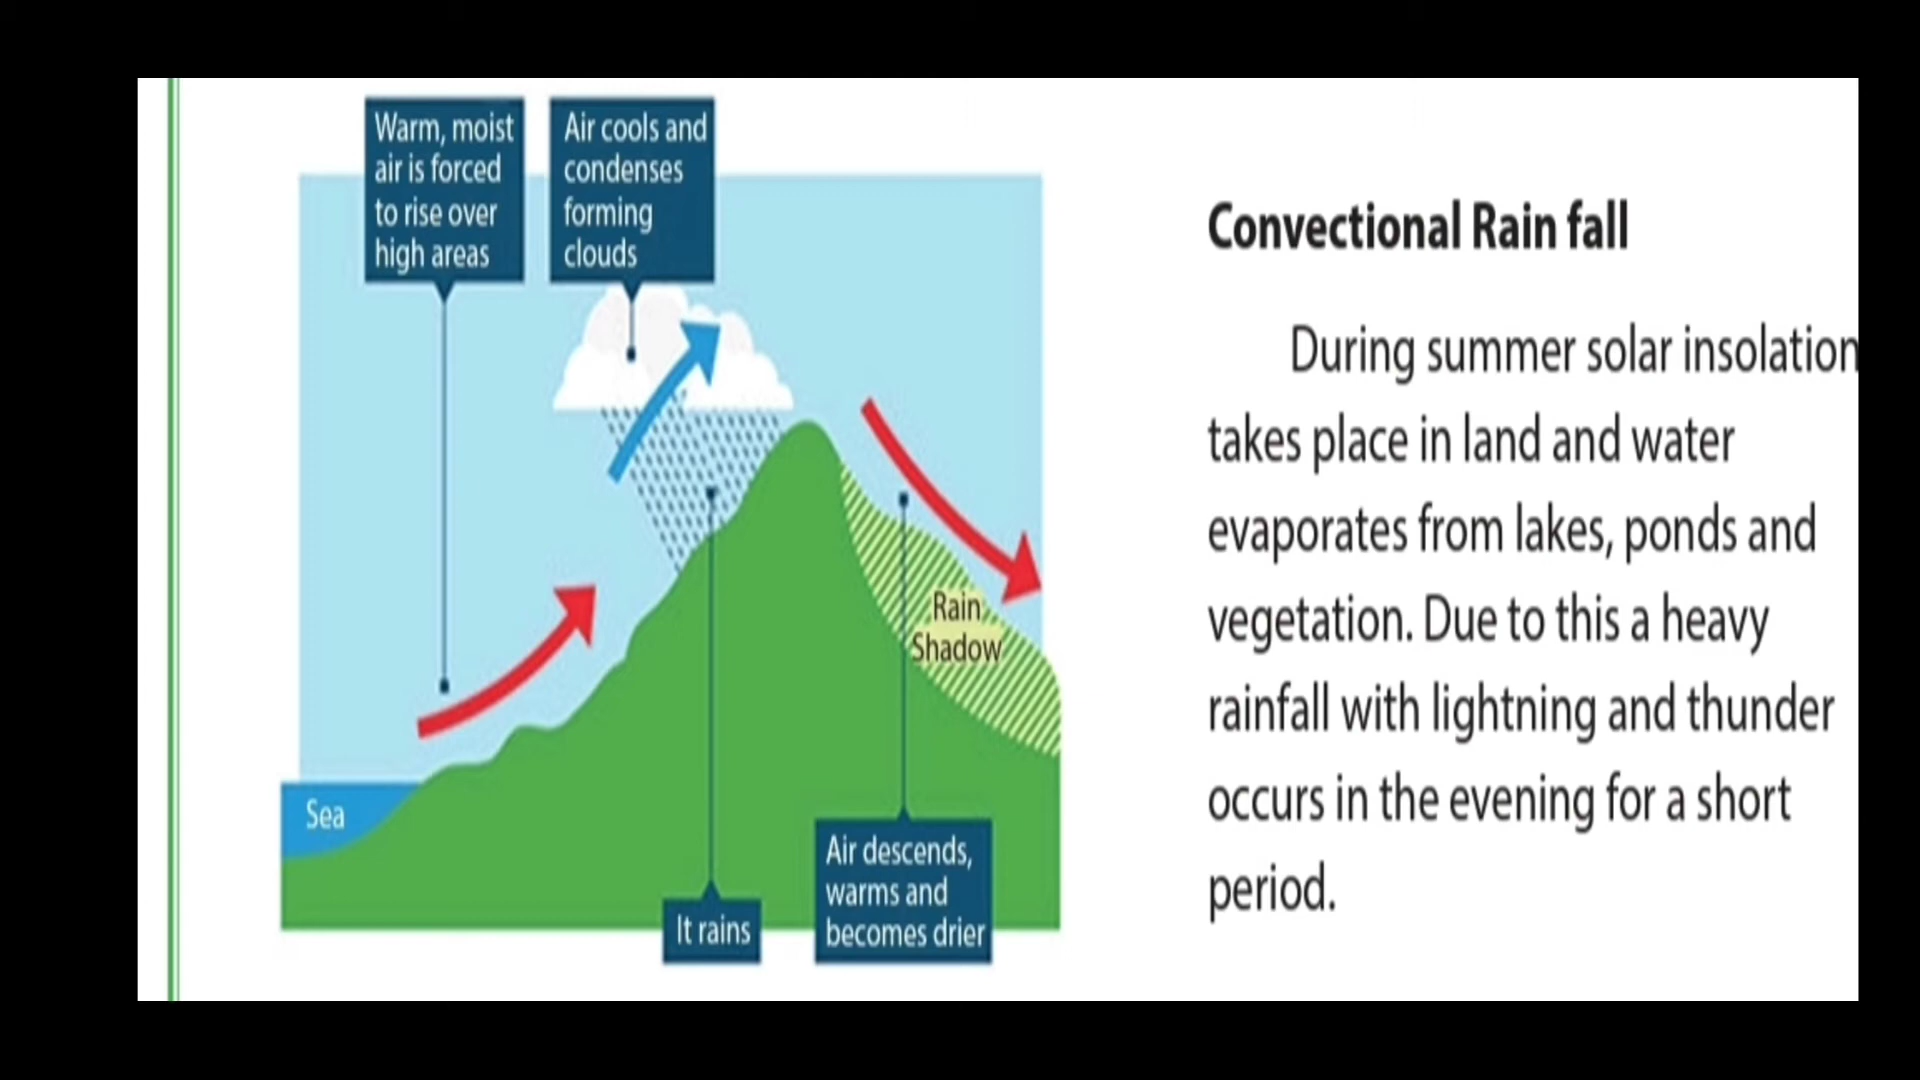 Warm, moist
air is forced
to rise over
high areas
Air cools and
condenses
forming
clouds
Rain
Shadow
Sea
Air descends,
warms and
becomes drier
It rains
Convectional Rain fall
During summer solar insolation
takes place in land and water
evaporates from lakes, ponds and
vegetation. Due to this a heavy
rainfall with lightning and thunder
occurs in the evening for a short
period.